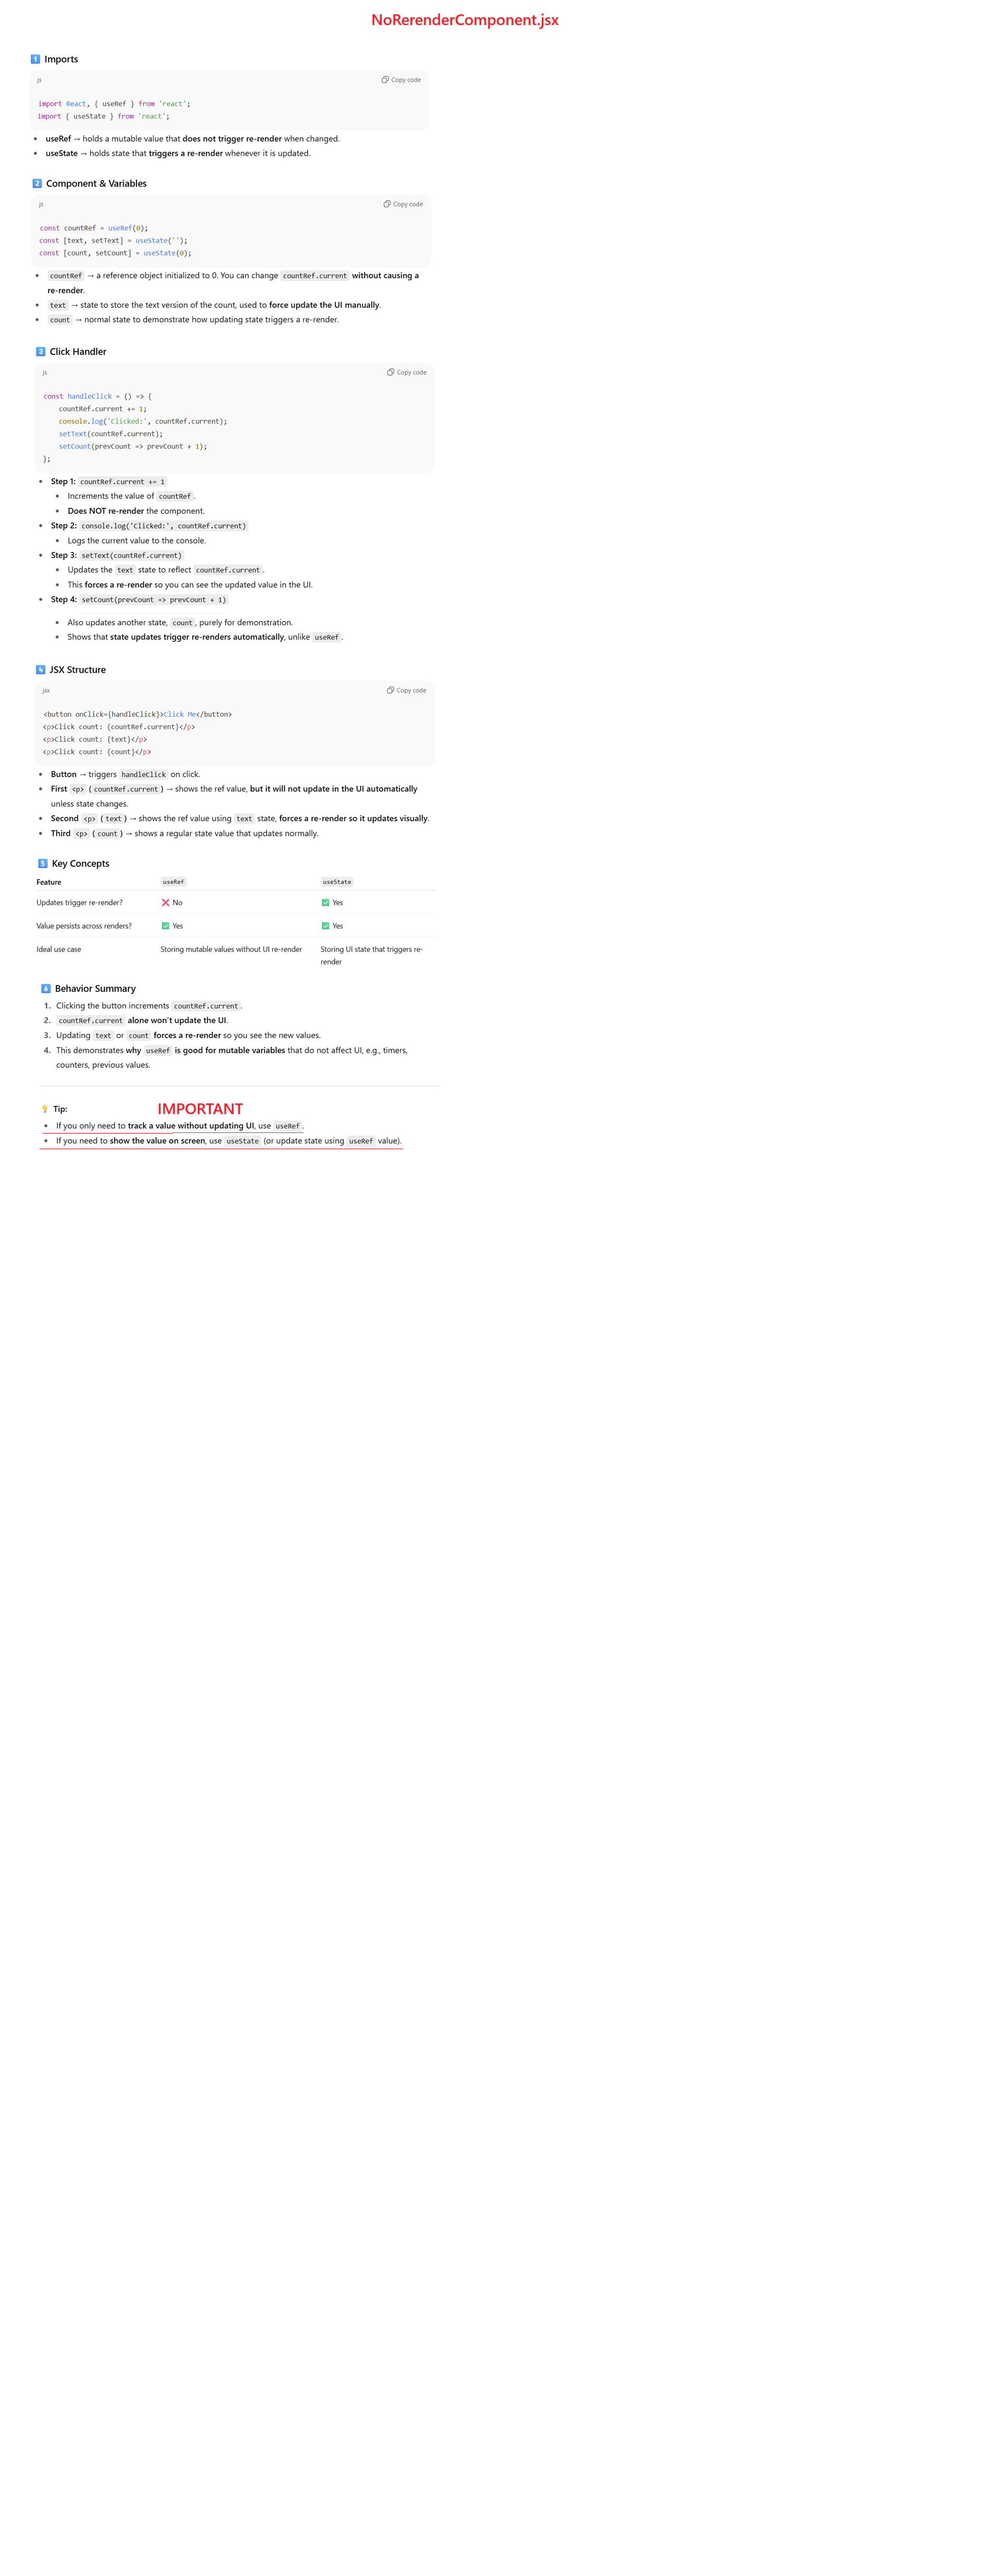 NoRerenderComponent.jsx
1 Imports
js
Copy code
import React, { useRef } from 'react';
import { useState } from 'react';
• useRef → holds a mutable value that does not trigger re-render when changed.
• useState → holds state that triggers a re-render whenever it is updated.
2 Component & Variables
js
Copy code
const countRef = useRef(0);
const [text, setText] = useState(``);
const [count, setCount] = useState(0);
• countRef → a reference object initialized to 0. You can change countRef.current without causing a
re-render.
• text → state to store the text version of the count, used to force update the UI manually.
• count → normal state to demonstrate how updating state triggers a re-render.
3 Click Handler
js
Copy code
const handleClick = () => {
countRef.current += 1;
console.log('Clicked:', countRef.current);
setText(countRef.current);
setCount(prevCount => prevCount + 1);
};
• Step 1: countRef.current += 1
• Increments the value of countRef.
• Does NOT re-render the component.
• Step 2: console.log('Clicked:', countRef.current)
• Logs the current value to the console.
• Step 3: setText(countRef.current)
• Updates the text state to reflect countRef.current.
• This forces a re-render so you can see the updated value in the UI.
• Step 4: setCount(prevCount => prevCount + 1)
• Also updates another state, count, purely for demonstration.
• Shows that state updates trigger re-renders automatically, unlike useRef.
4 JSX Structure
jsx
Copy code
<button onClick={handleClick}>Click Me</button>
<p>Click count: {countRef.current}</p>
<p>Click count: {text}</p>
<p>Click count: {count}</p>
• Button → triggers handleClick on click.
• First <p> (countRef.current) → shows the ref value, but it will not update in the UI automatically
unless state changes.
• Second <p> (text) → shows the ref value using text state, forces a re-render so it updates visually.
• Third <p> (count) → shows a regular state value that updates normally.
5 Key Concepts
Feature useRef useState
Updates trigger re-render? ❌ No ✅ Yes
Value persists across renders? ✅ Yes ✅ Yes
Ideal use case Storing mutable values without UI re-render Storing UI state that triggers re-
render
6 Behavior Summary
1. Clicking the button increments countRef.current.
2. countRef.current alone won't update the UI.
3. Updating text or count forces a re-render so you see the new values.
4. This demonstrates why useRef is good for mutable variables that do not affect UI, e.g., timers,
counters, previous values.
💡 Tip:
IMPORTANT
• If you only need to track a value without updating UI, use useRef.
• If you need to show the value on screen, use useState (or update state using useRef value).